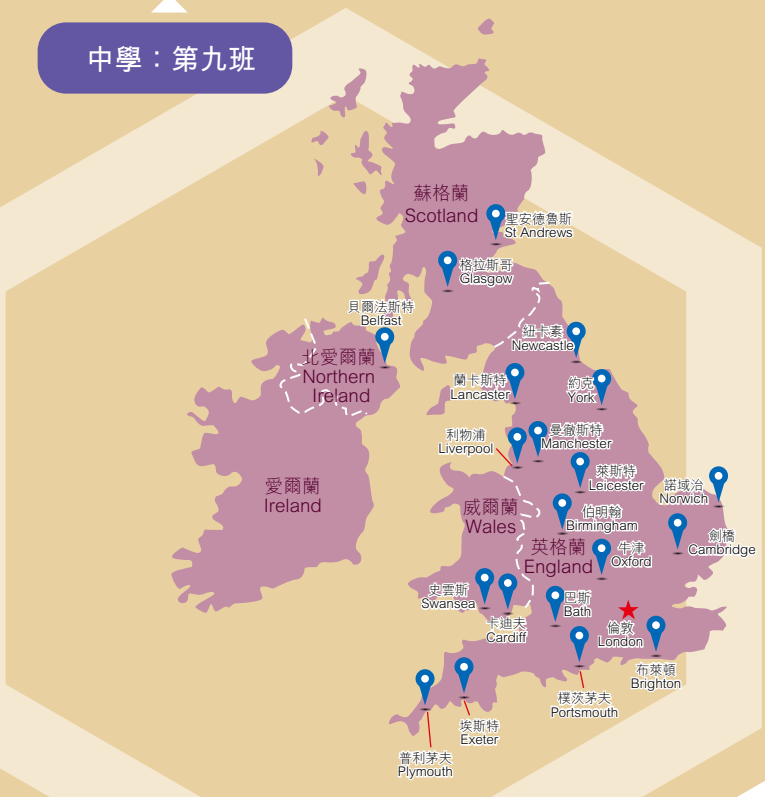 中學：第九班
蘇格蘭
Scotland
聖安德魯斯
St Andrews
格拉斯哥
Glasgow
貝爾法斯特
Belfast
紐卡素
Newcastle
北愛爾蘭
Northern
Ireland
蘭卡斯特
Lancaster
約克
York
利物浦
Liverpool
曼徹斯特
Manchester
萊斯特
Leicester
諾域治
Norwich
愛爾蘭
Ireland
威爾蘭
Wales
伯明翰
Birmingham
劍橋
Cambridge
英格蘭
England
牛津
Oxford
史雲斯
Swansea
卡迪夫
Cardiff
巴斯
Bath
倫敦
London
布萊頓
Brighton
樸茨茅夫
Portsmouth
埃斯特
Exeter
普利茅夫
Plymouth